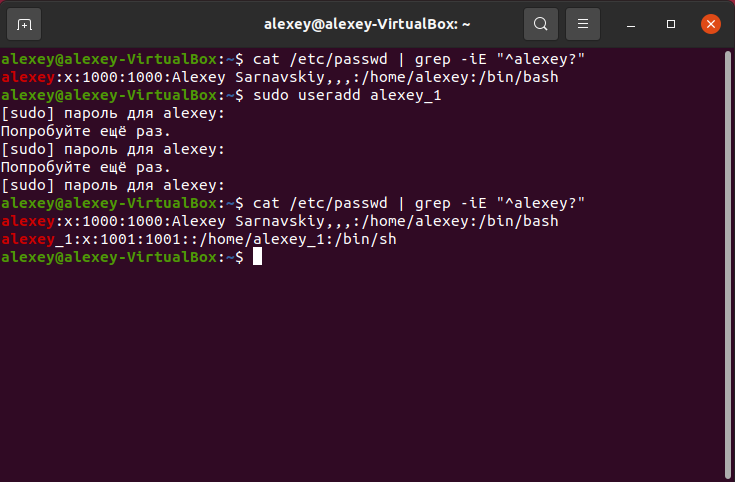 alexey@alexey-VirtualBox: ~
alexey@alexey-VirtualBox:~$ cat /etc/passwd | grep -iE "^alexey?"
alexey:x:1000:1000:Alexey Sarnavskiy,,,:/home/alexey:/bin/bash
alexey@alexey-VirtualBox:~$ sudo useradd alexey_1
[sudo] пароль для alexey:
Попробуйте ещё раз.
[sudo] пароль для alexey:
Попробуйте ещё раз.
[sudo] пароль для alexey:
alexey@alexey-VirtualBox:~$ cat /etc/passwd | grep -iE "^alexey?"
alexey:x:1000:1000:Alexey Sarnavskiy,,,:/home/alexey:/bin/bash
alexey_1:x:1001:1001::/home/alexey_1:/bin/sh
alexey@alexey-VirtualBox:~$